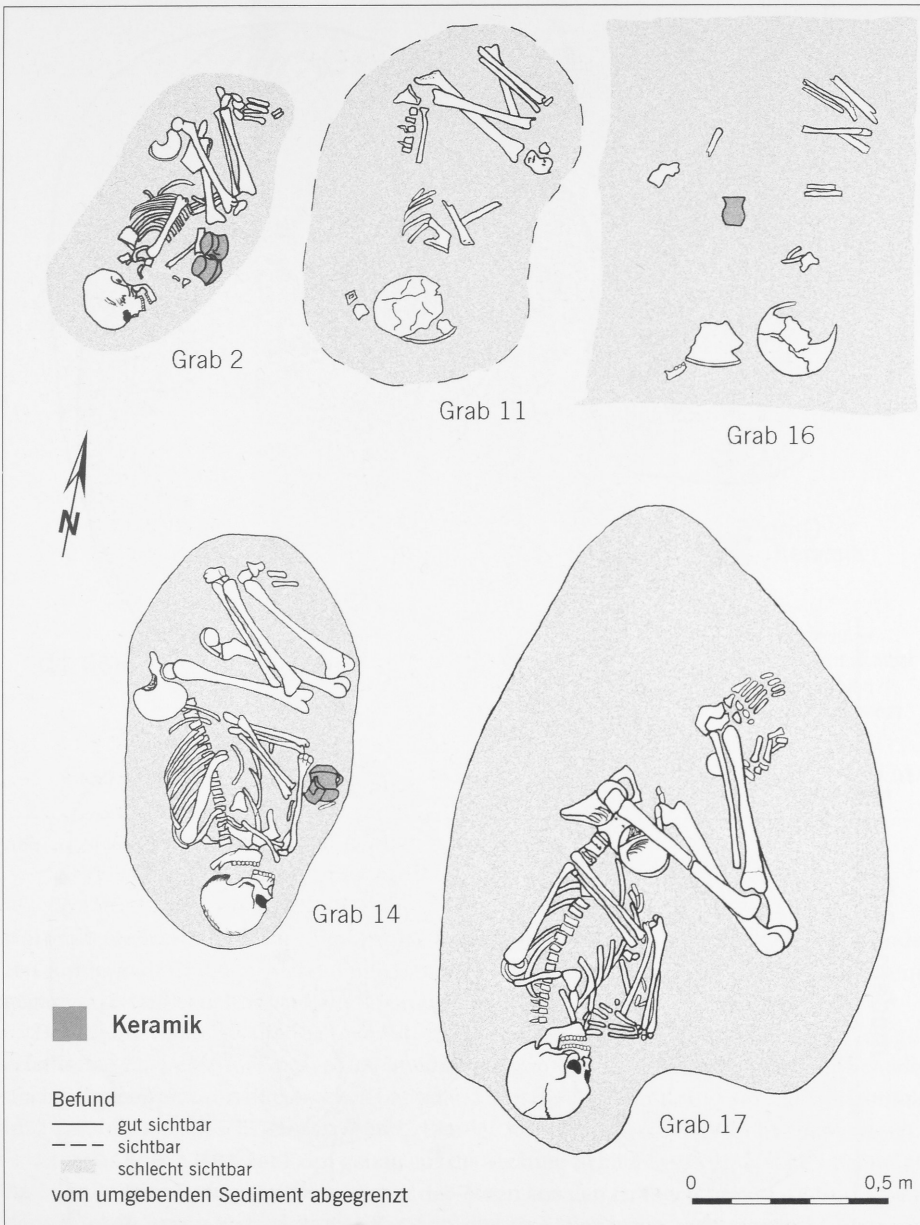 Grab 2
Grab 11
Grab 16
N
Grab 14
Grab 17
Keramik
Befund
gut sichtbar
sichtbar
schlecht sichtbar
vom umgebenden Sediment abgegrenzt
0 0,5 m